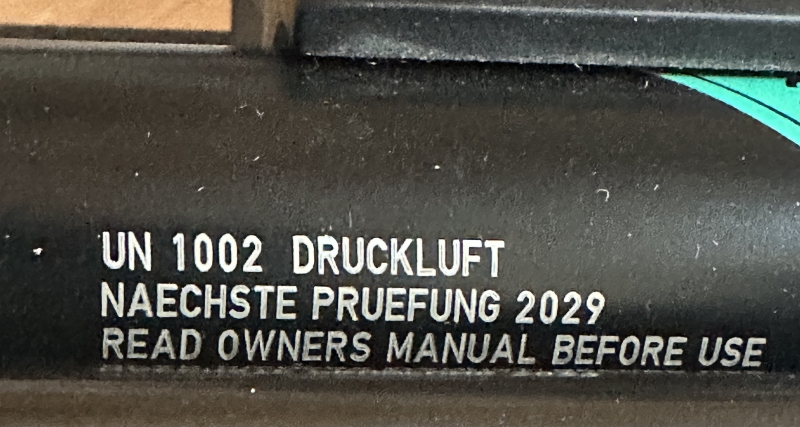 UN 1002 DRUCKLUFT
NAECHSTE PRUEFUNG 2029
READ OWNERS MANUAL BEFORE USE